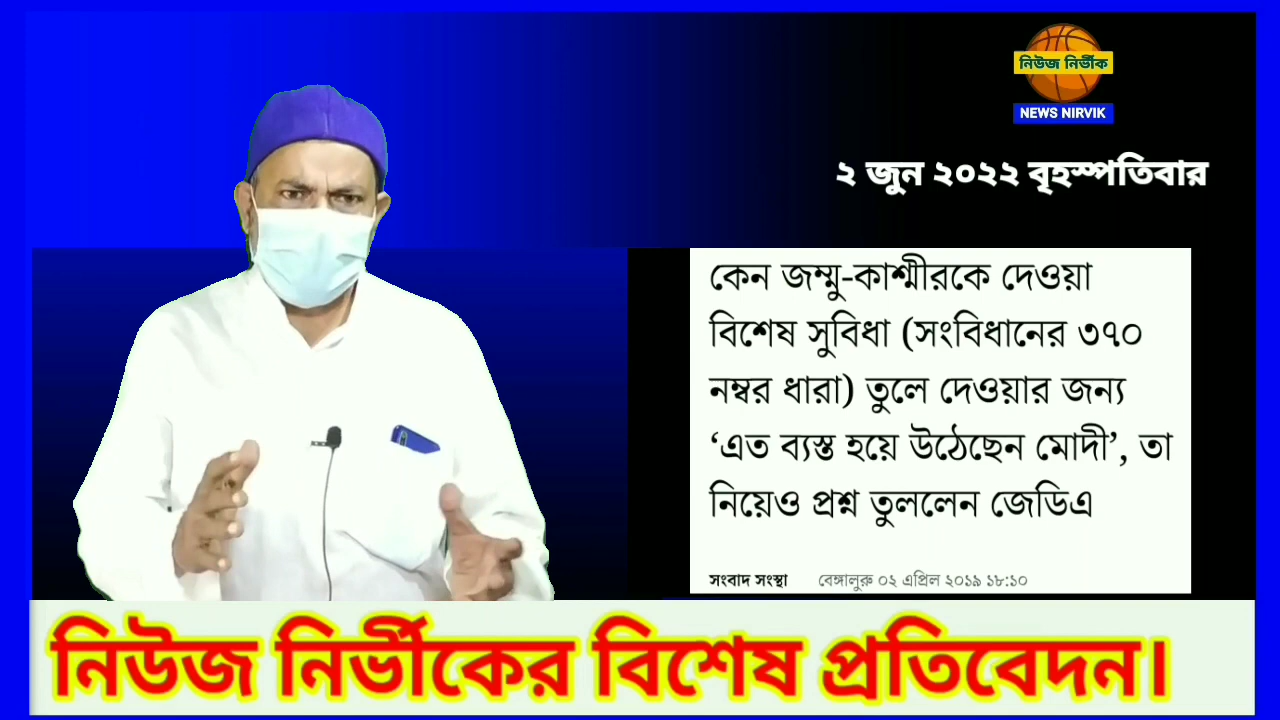 নিউজ নির্ভীক
NEWS NIRVIK
২ জুন ২০২২ বৃহস্পতিবার
কেন জম্মু-কাশ্মীরকে দেওয়া
বিশেষ সুবিধা (সংবিধানের ৩৭০
নম্বর ধারা) তুলে দেওয়ার জন্য
‘এত ব্যস্ত হয়ে উঠেছেন মোদী’, তা
নিয়েও প্রশ্ন তুললেন জেডিএ
সংবাদ সংস্থা বেঙ্গালুরু ০২ এপ্রিল ২০১৯ ১৮:১০
নিউজ নির্ভীকের বিশেষ প্রতিবেদন।